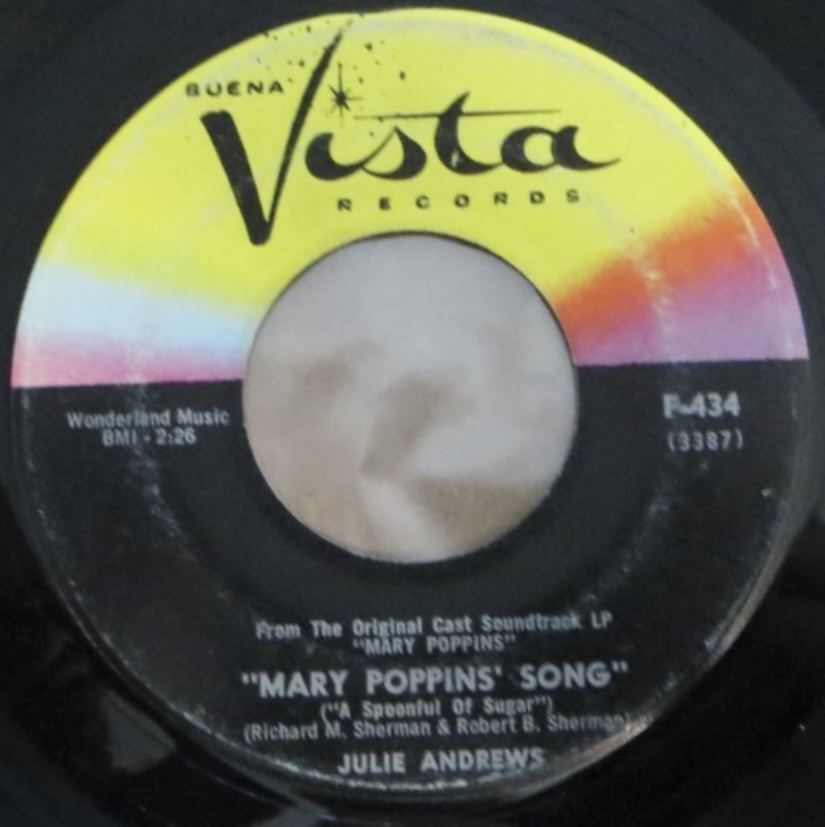 BUENA
Vista
RECORDS
Wonderland Music
BMI - 2:26
F-434
(3387)
From The Original Cast Soundtrack LP
"MARY POPPINS"
"MARY POPPINS' SONG"
("A Spoonful Of Sugar")
(Richard M. Sherman & Robert B. Sherman)
JULIE ANDREWS